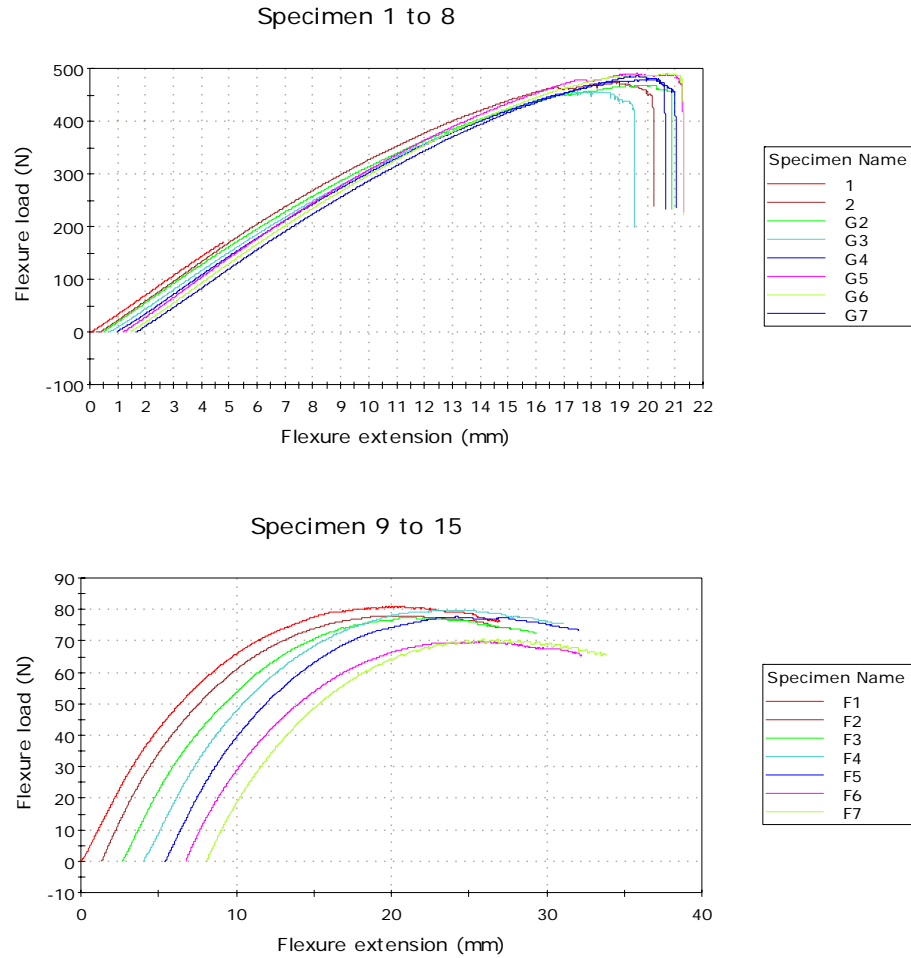 Specimen 1 to 8
Flexure load (N)
500
400
300
200
100
0
-100
0 1 2 3 4 5 6 7 8 9 10 11 12 13 14 15 16 17 18 19 20 21 22
Flexure extension (mm)
Specimen Name
1
2
G2
G3
G4
G5
G6
G7
Specimen 9 to 15
Flexure load (N)
90
80
70
60
50
40
30
20
10
0
-10
0 10 20 30 40
Flexure extension (mm)
Specimen Name
F1
F2
F3
F4
F5
F6
F7